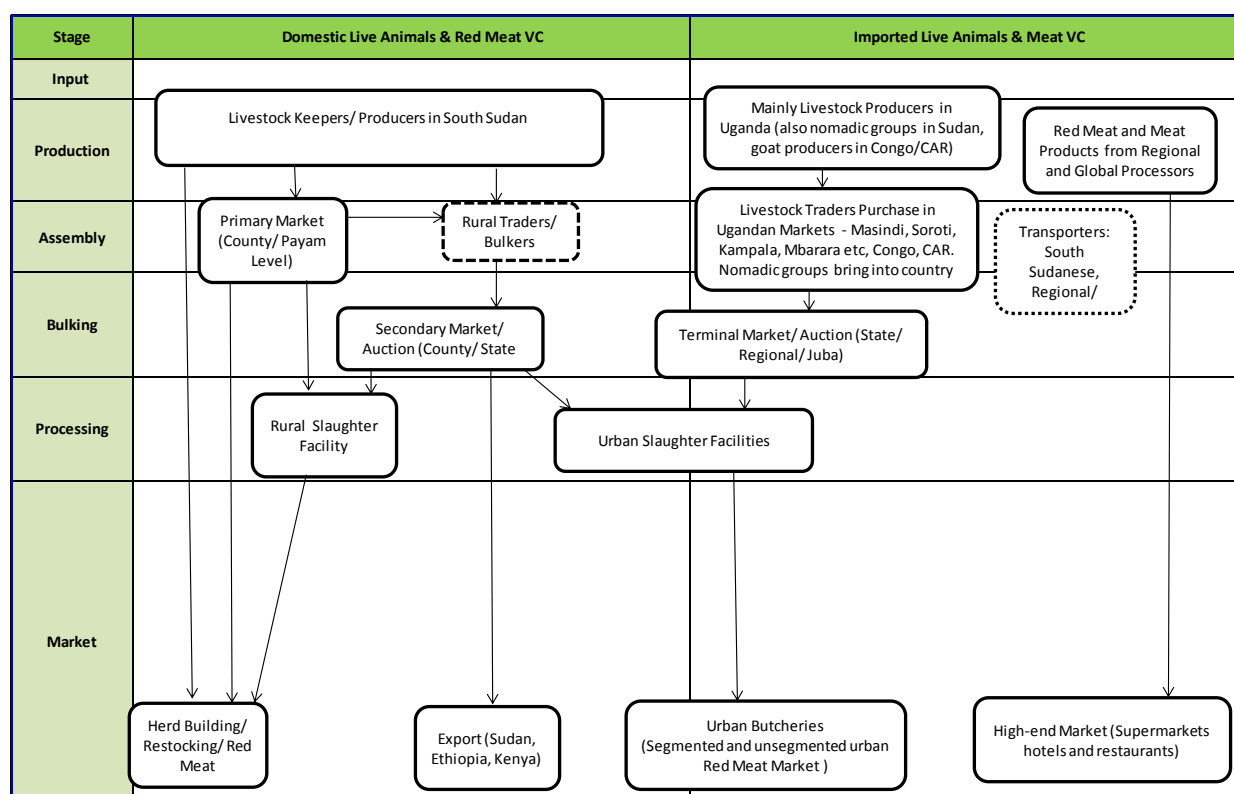 Stage
Domestic Live Animals & Red Meat VC
Imported Live Animals & Meat VC
Input
Production
Livestock Keepers/ Producers in South Sudan
Mainly Livestock Producers in
Uganda (also nomadic groups in Sudan,
goat producers in Congo/CAR)
Red Meat and Meat
Products from Regional
and Global Processors
Assembly
Primary Market
(County/ Payam
Level)
Rural Traders/
Bulkers
Livestock Traders Purchase in
Ugandan Markets - Masindi, Soroti,
Kampala, Mbarara etc, Congo, CAR.
Nomadic groups bring into country
Transporters:
South
Sudanese,
Regional/
Bulking
Secondary Market/
Auction (County/ State
Terminal Market/ Auction (State/
Regional/ Juba)
Processing
Rural Slaughter
Facility
Urban Slaughter Facilities
Market
Herd Building/
Restocking/ Red
Meat
Export (Sudan,
Ethiopia, Kenya)
Urban Butcheries
(Segmented and unsegmented urban
Red Meat Market )
High-end Market (Supermarkets
hotels and restaurants)